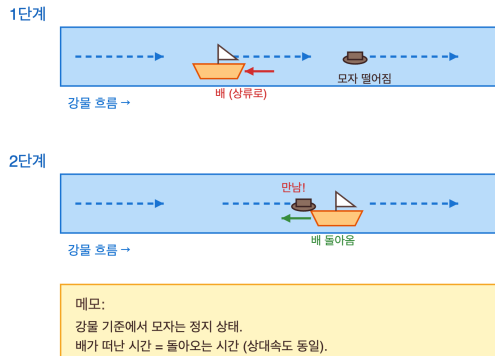 1단계
모자 떨어짐
배 (상류로)
강물 흐름 →
2단계
만남!
배 돌아옴
강물 흐름 →
메모:
강물 기준에서 모자는 정지 상태.
배가 떠난 시간 = 돌아오는 시간 (상대속도 동일).